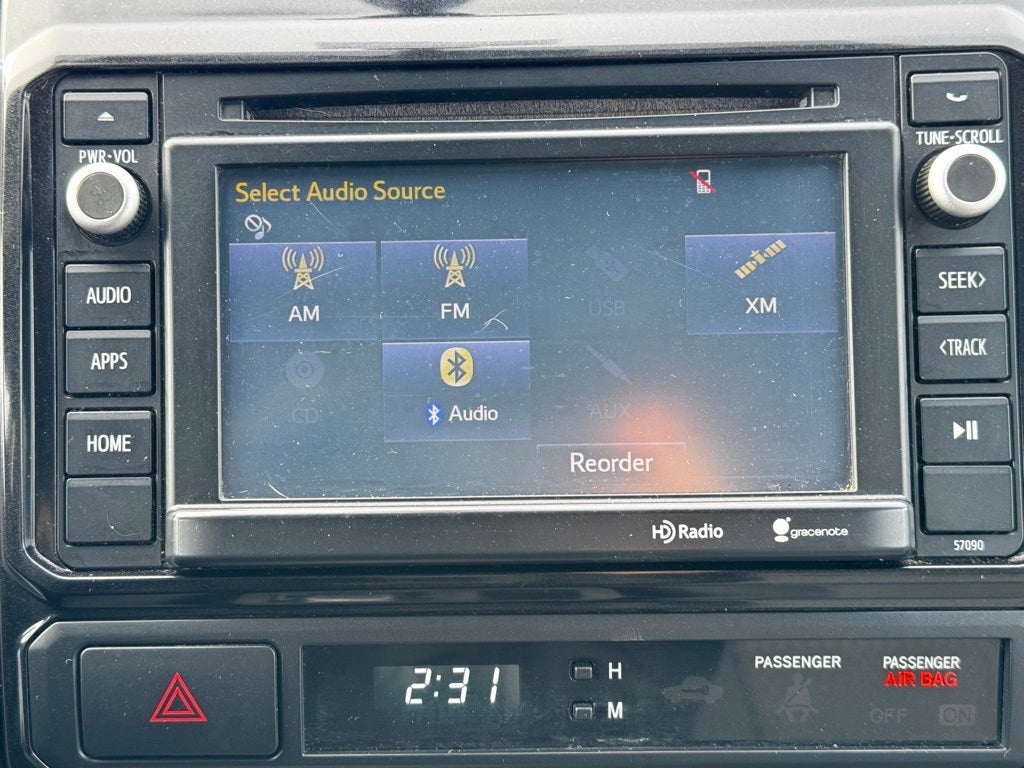 PWR•VOL
TUNE•SCROLL
Select Audio Source
AUDIO
AM
FM
USB
XM
SEEK>
APPS
<TRACK
CD
Audio
AUX
HOME
Reorder
HD Radio
gracenote
57090
2:31
H
M
PASSENGER
PASSENGER
AIR BAG
OFF
ON